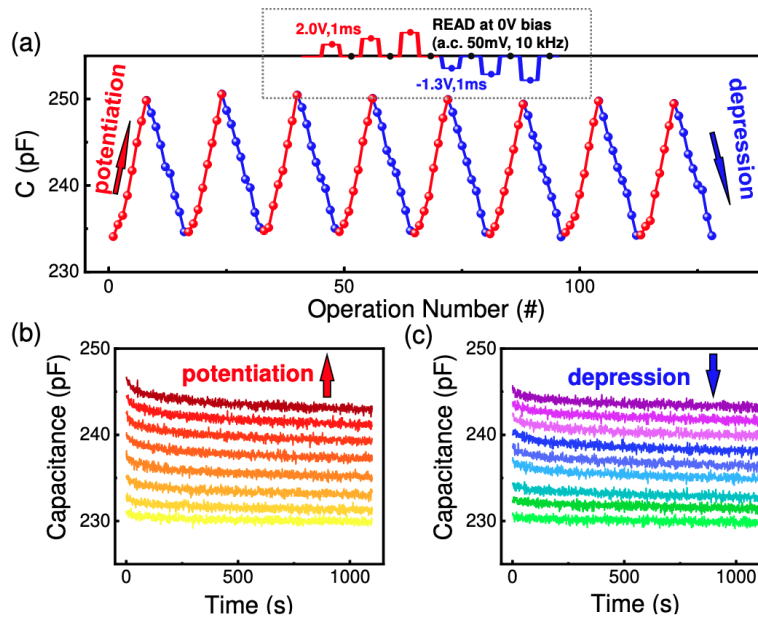 (a)
2.0V,1ms
READ at 0V bias
(a.c. 50mV, 10 kHz)
-1.3V,1ms
potentiation
depression
C (pF)
250
240
230
0
50
100
Operation Number (#)
(b)
potentiation
Capacitance (pF)
250
240
230
0
500
1000
Time (s)
(c)
depression
Capacitance (pF)
250
240
230
0
500
1000
Time (s)